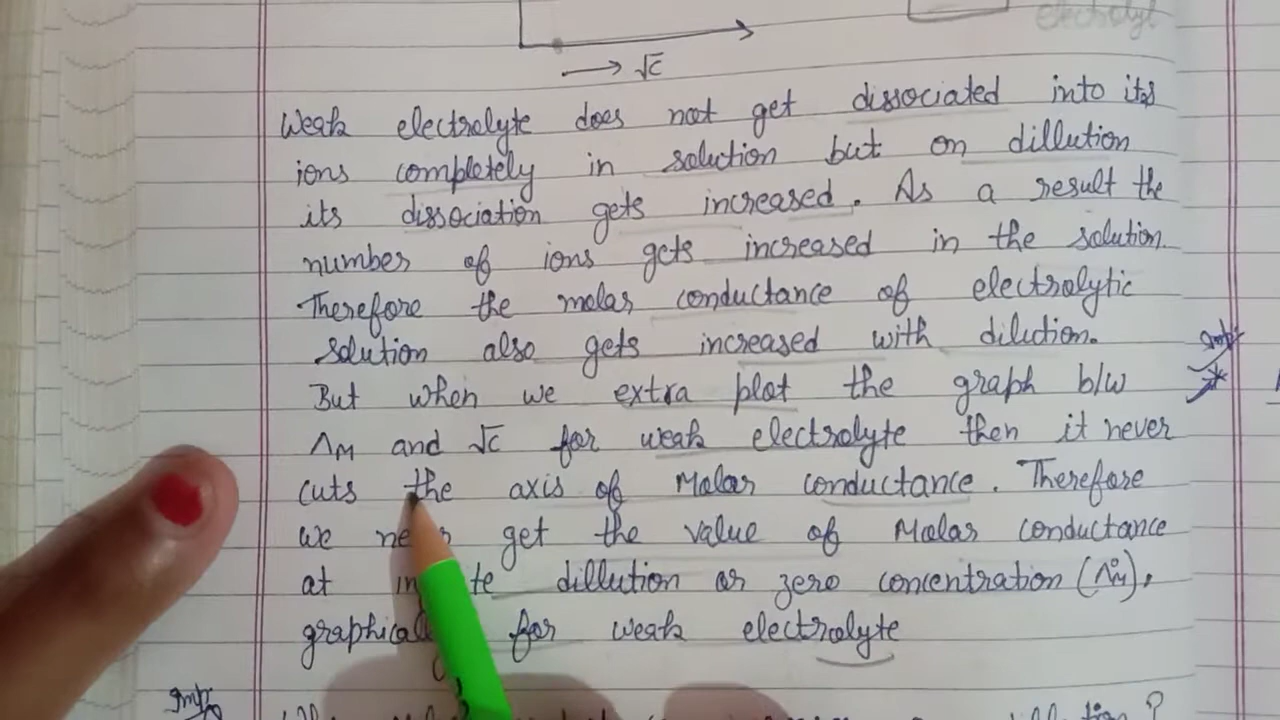 electrolyt
→ √c
Weak electrolyte does not get dissociated into its
ions completely in solution but on dillution
its dissociation gets increased. As a result the
number of ions gets increased in the solution.
Therefore the molar conductance of electrolytic
solution also gets increased with dilution.
But when we extra plot the graph b/w
Imp
ΛM and √c for weak electrolyte then it never
cuts the axis of Molar conductance. Therefore
we get the value of Molar conductance
at dillution or zero concentration (Λ°M),
for weak electrolyte
Imp